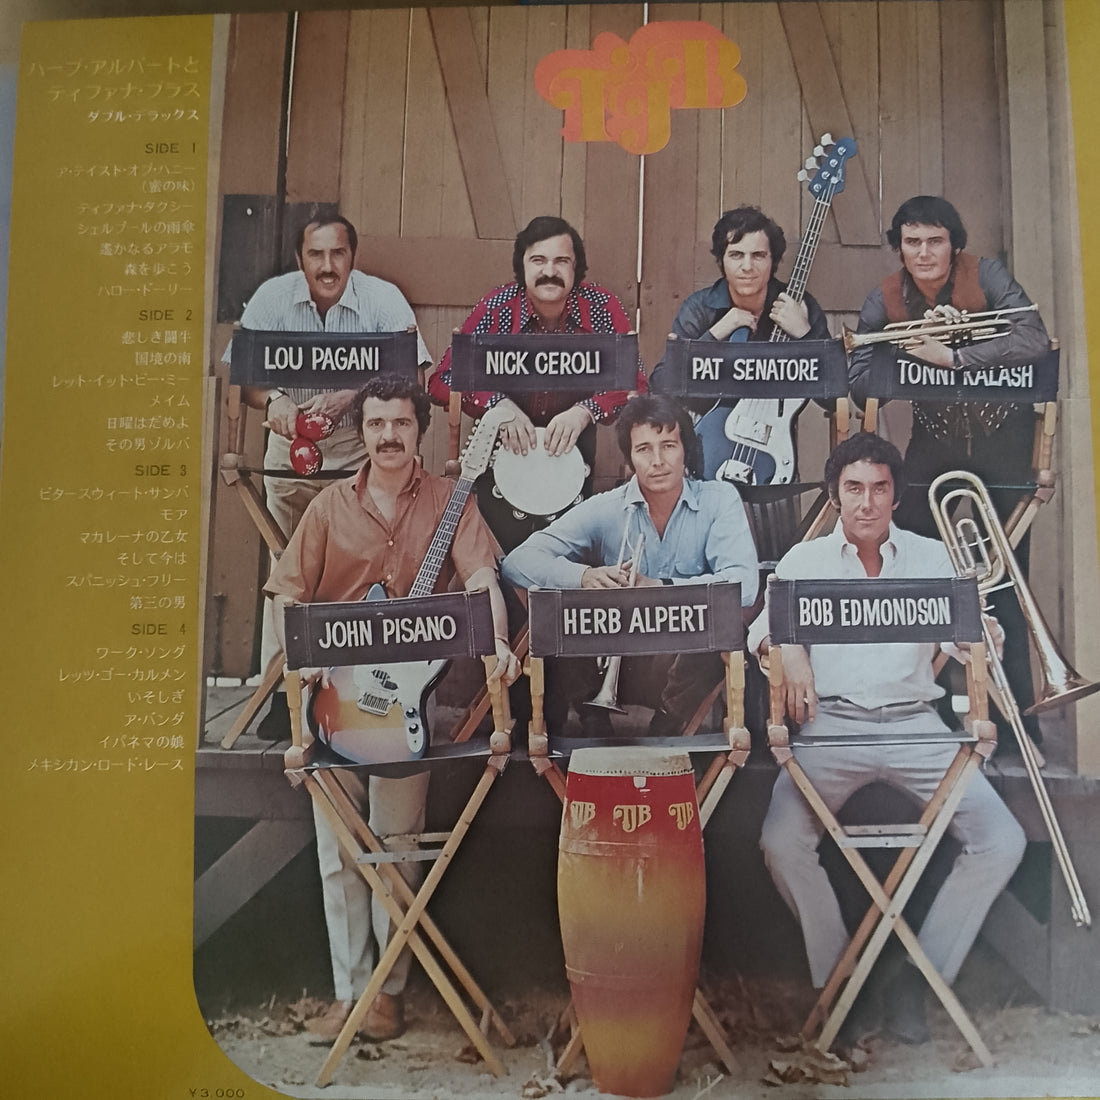 ハーブ・アルパートと
ティファナ・ブラス
ダブル・デラックス
SIDE 1
ア・テイスト・オブ・ハニー
(蜜の味)
ティファナ・タクシー
シェルブールの雨傘
遙かなるアラモ
森を歩こう
ハロー・ドーリー
SIDE 2
悲しき闘牛
国境の南
レット・イット・ビー・ミー
メイム
日曜はだめよ
その男ゾルバ
SIDE 3
ビタースウィート・サンバ
モア
マカレーナの乙女
そして今は
スパニッシュ・フリー
第三の男
SIDE 4
ワーク・ソング
レッツ・ゴー・カルメン
いそしぎ
ア・バンダ
イパネマの娘
メキシカン・ロード・レース
¥3,000
TJB
LOU PAGANI
NICK CEROLI
PAT SENATORE
TONNI KALASH
JOHN PISANO
HERB ALPERT
BOB EDMONDSON
TJB TJB TJB